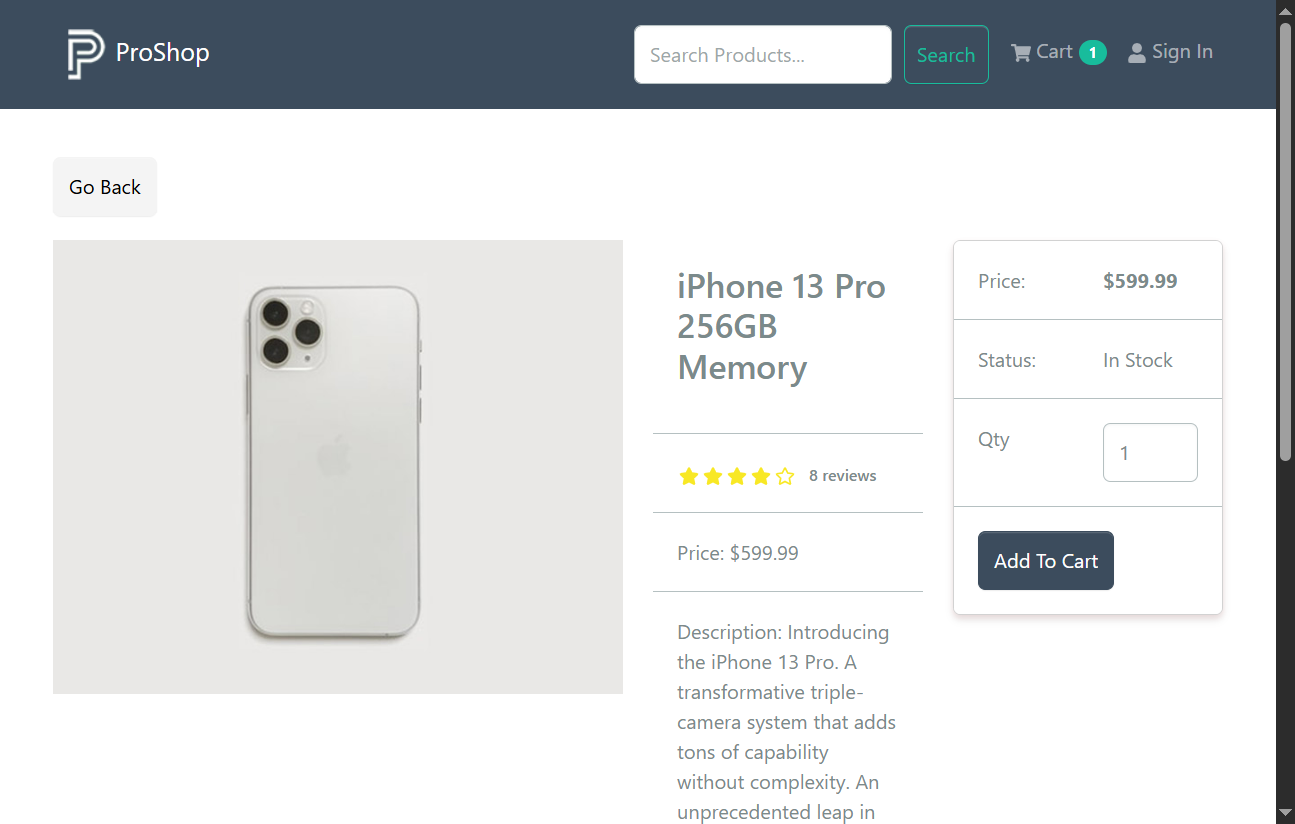 ProShop
Search Products...
Search
Cart 1
Sign In
Go Back
iPhone 13 Pro
256GB
Memory
8 reviews
Price: $599.99
Description: Introducing
the iPhone 13 Pro. A
transformative triple-
camera system that adds
tons of capability
without complexity. An
unprecedented leap in
Price: $599.99
Status: In Stock
Qty 1
Add To Cart